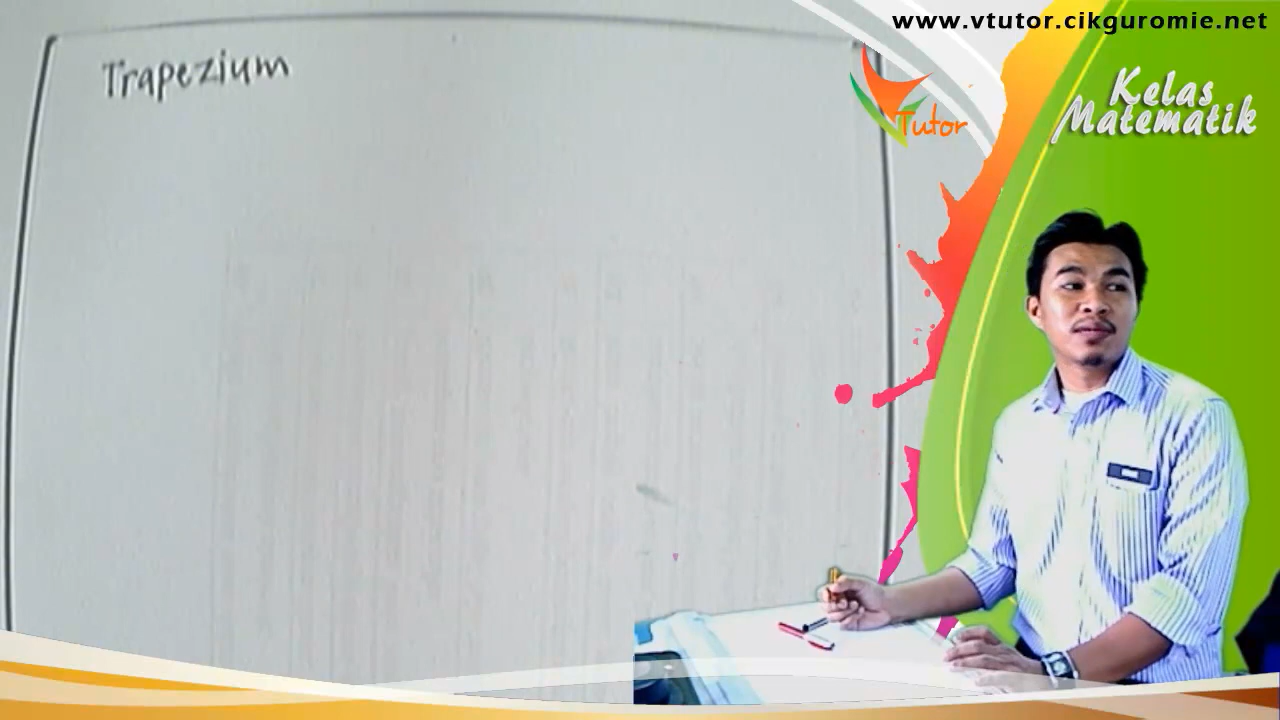 www.vtutor.cikguromie.net
Trapezium
Tutor
Kelas
Matematik